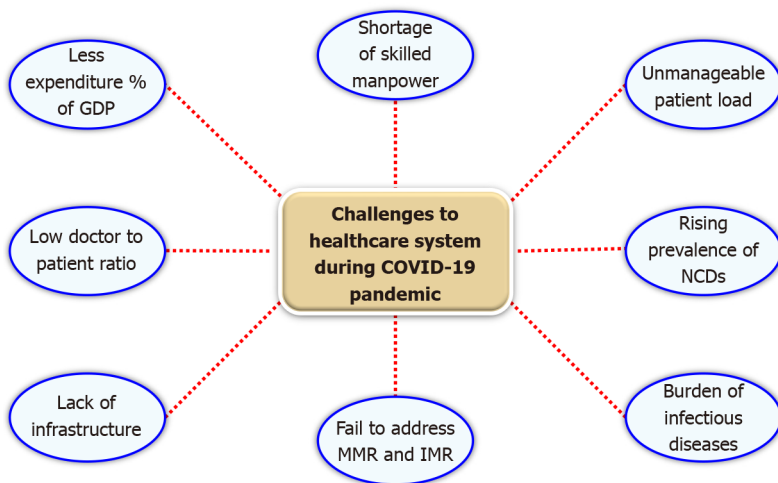 Shortage
of skilled
manpower
Less
expenditure %
of GDP
Unmanageable
patient load
Low doctor to
patient ratio
Challenges to
healthcare system
during COVID-19
pandemic
Rising
prevalence of
NCDs
Lack of
infrastructure
Fail to address
MMR and IMR
Burden of
infectious
diseases